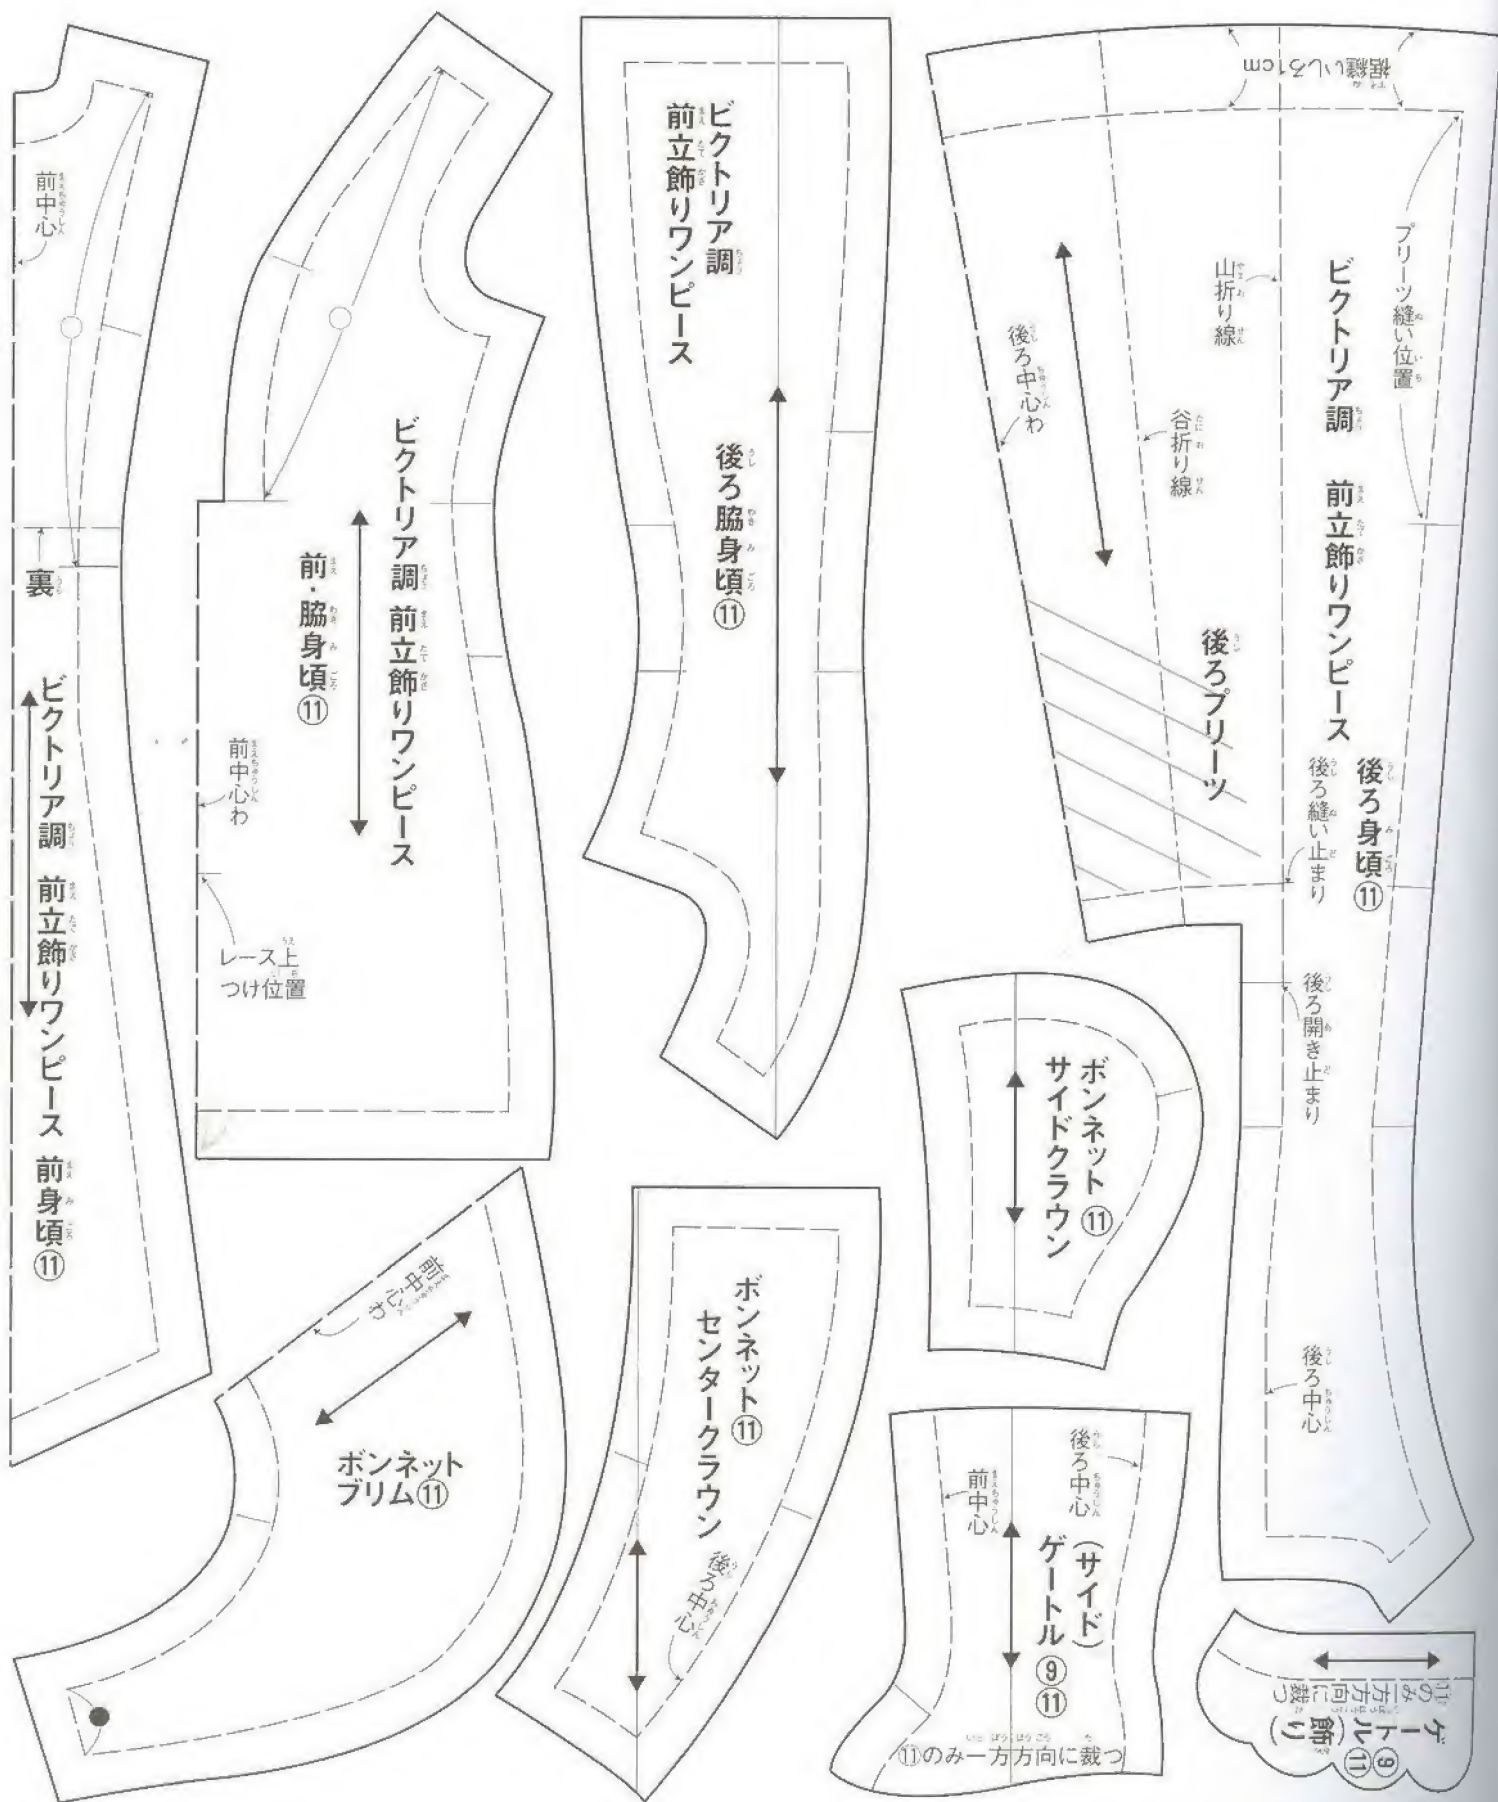 前中心
裏
ビクトリア調 前立飾りワンピース 前身頃⑪
ビクトリア調 前立飾りワンピース
前・脇身頃⑪
前中心わ
レース上
つけ位置
ビクトリア調
前立飾りワンピース
後ろ脇身頃⑪
裾縫いしろ1cm
プリーツ縫い位置
ビクトリア調 前立飾りワンピース 後ろ身頃⑪
山折り線
谷折り線
後ろ中心わ
後ろプリーツ
後ろ縫い止まり
後ろ開き止まり
後ろ中心
ボンネット⑪
サイドクラウン
前中心わ
ボンネット
ブリム⑪
ボンネット⑪
センタークラウン
後ろ中心
後ろ中心
前中心
(サイド)
ゲートル⑨⑪
⑪のみ一方方向に裁つ
⑪のみ一方方向に裁つ
ゲートル(飾り)⑨⑪